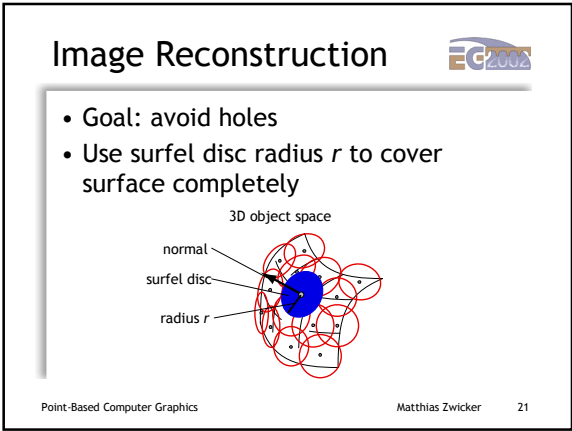 Image Reconstruction
EG2002
• Goal: avoid holes
• Use surfel disc radius r to cover
surface completely
3D object space
normal
surfel disc
radius r
Point-Based Computer Graphics
Matthias Zwicker
21